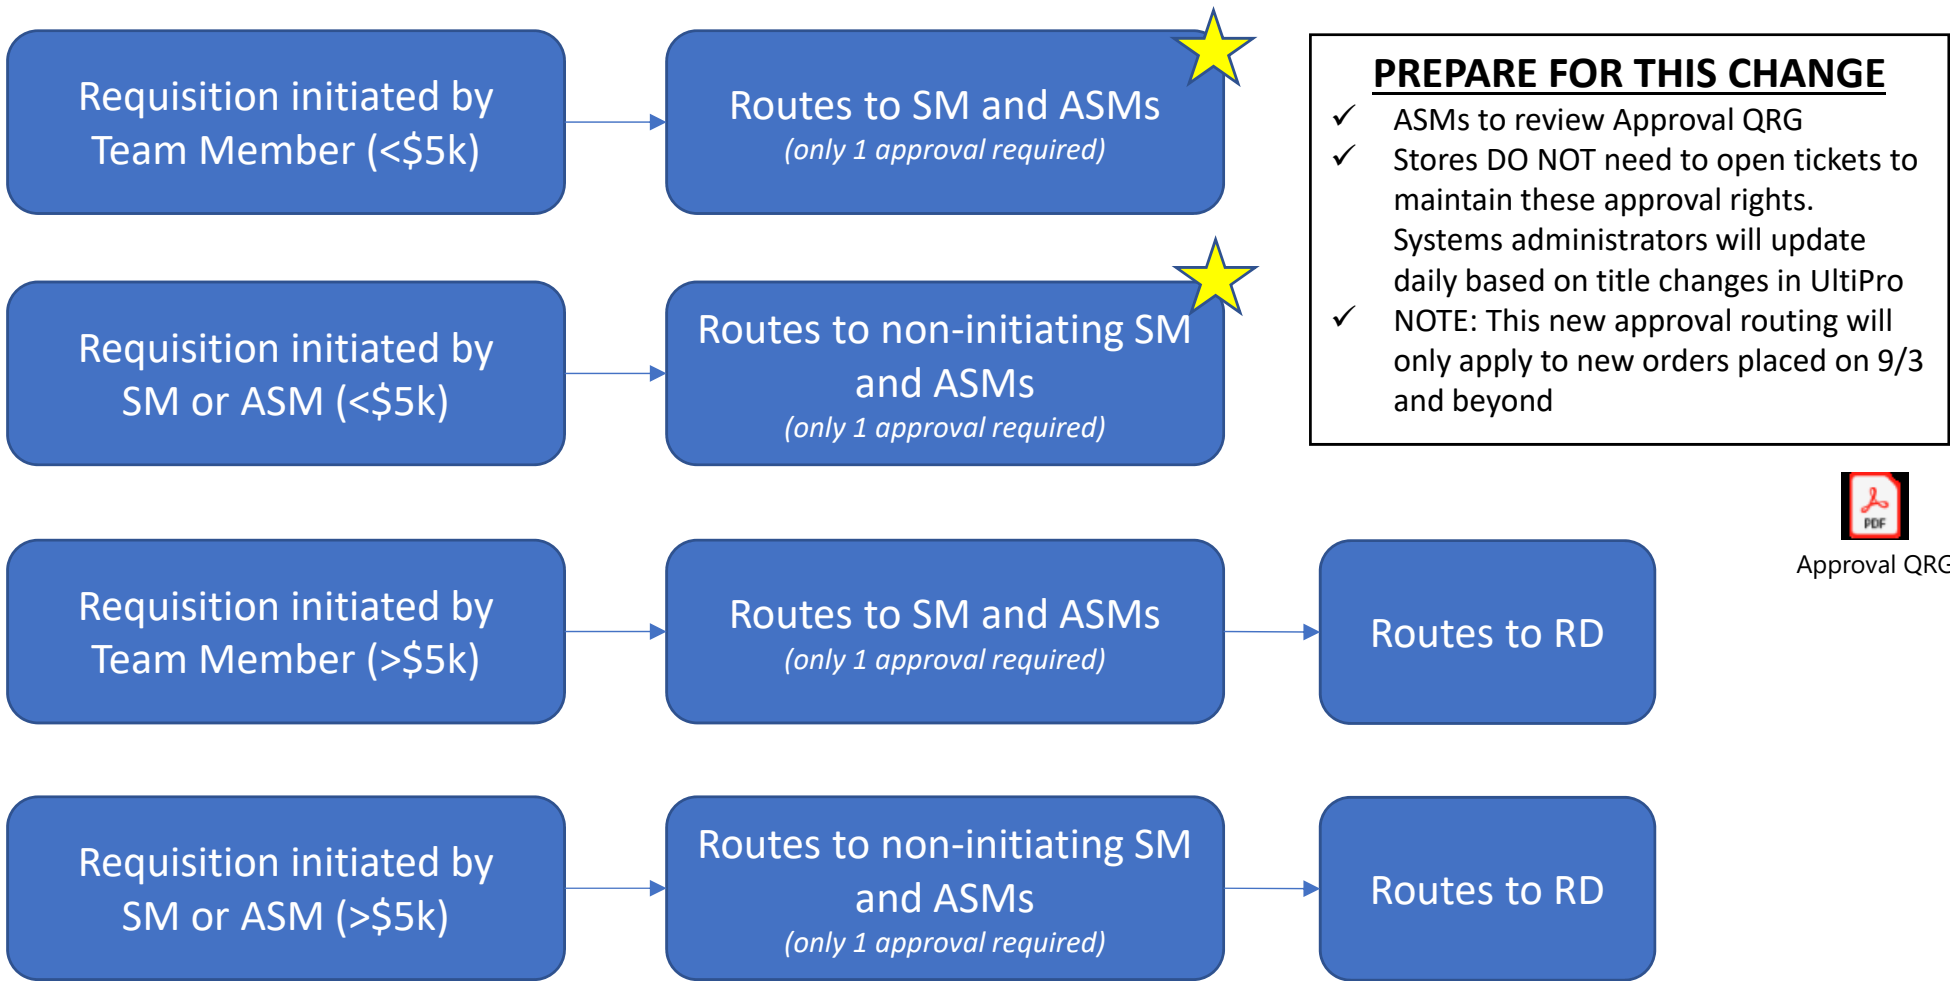 Requisition initiated by
Team Member (<$5k)
Routes to SM and ASMs
(only 1 approval required)
Requisition initiated by
SM or ASM (<$5k)
Routes to non-initiating SM
and ASMs
(only 1 approval required)
Requisition initiated by
Team Member (>$5k)
Routes to SM and ASMs
(only 1 approval required)
Routes to RD
Requisition initiated by
SM or ASM (>$5k)
Routes to non-initiating SM
and ASMs
(only 1 approval required)
Routes to RD
PREPARE FOR THIS CHANGE
✓ ASMs to review Approval QRG
✓ Stores DO NOT need to open tickets to
maintain these approval rights.
Systems administrators will update
daily based on title changes in UltiPro
✓ NOTE: This new approval routing will
only apply to new orders placed on 9/3
and beyond
PDF
Approval QRG